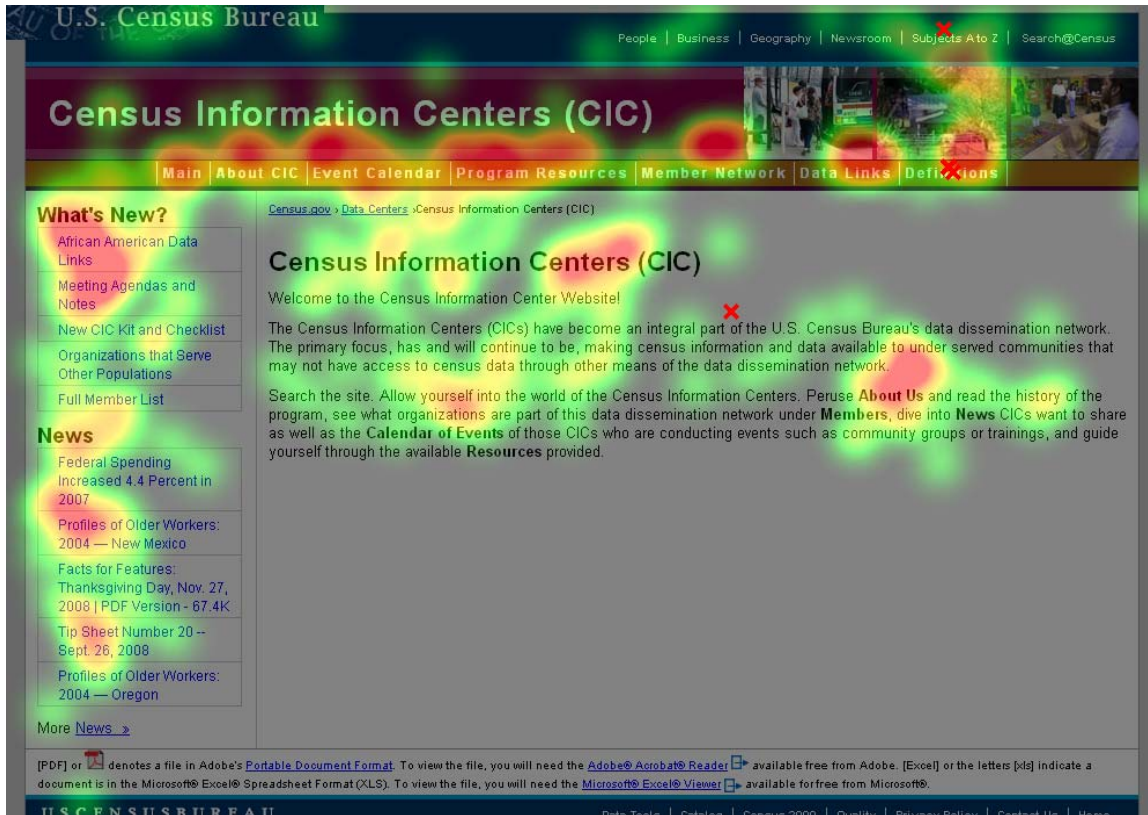 U.S. Census Bureau
People | Business | Geography | Newsroom | Subjects A to Z | Search@Census
Census Information Centers (CIC)
Main | About CIC | Event Calendar | Program Resources | Member Network | Data Links | Definitions
What's New?
African American Data
Links
Meeting Agendas and
Notes
New CIC Kit and Checklist
Organizations that Serve
Other Populations
Full Member List
News
Federal Spending
Increased 4.4 Percent in
2007
Profiles of Older Workers:
2004 — New Mexico
Facts for Features:
Thanksgiving Day, Nov. 27,
2008 | PDF Version - 67.4K
Tip Sheet Number 20 --
Sept. 26, 2008
Profiles of Older Workers:
2004 — Oregon
More News »
Census.gov › Data Centers ›Census Information Centers (CIC)
Census Information Centers (CIC)
Welcome to the Census Information Center Website!
The Census Information Centers (CICs) have become an integral part of the U.S. Census Bureau's data dissemination network.
The primary focus, has and will continue to be, making census information and data available to under served communities that
may not have access to census data through other means of the data dissemination network.
Search the site. Allow yourself into the world of the Census Information Centers. Peruse About Us and read the history of the
program, see what organizations are part of this data dissemination network under Members, dive into News CICs want to share
as well as the Calendar of Events of those CICs who are conducting events such as community groups or trainings, and guide
yourself through the available Resources provided.
[PDF] or denotes a file in Adobe's Portable Document Format. To view the file, you will need the Adobe® Acrobat® Reader available free from Adobe. [Excel] or the letters [xls] indicate a
document is in the Microsoft® Excel® Spreadsheet Format (XLS). To view the file, you will need the Microsoft® Excel® Viewer available for free from Microsoft®.
USCENSUSBUREAU
Data Tools | Catalog | Census 2000 | Quality | Privacy Policy | Contact Us | Home